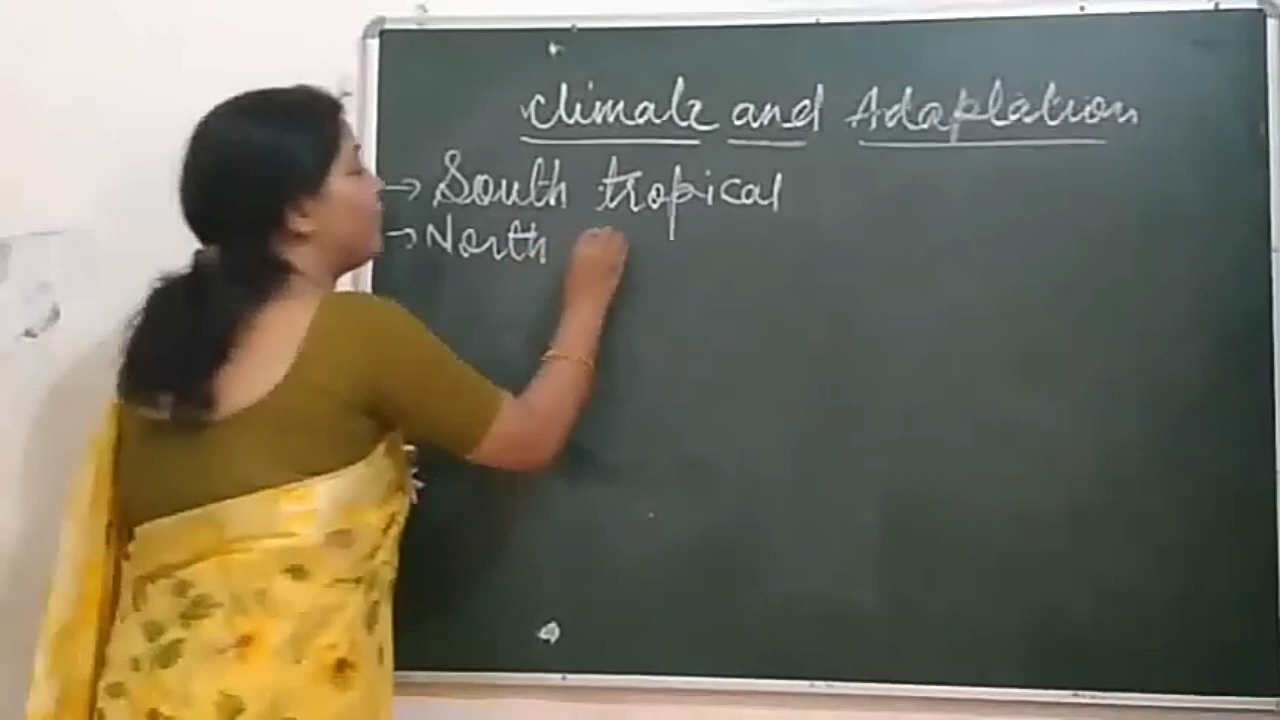 Climate and Adaptation
→ South tropical
→ North